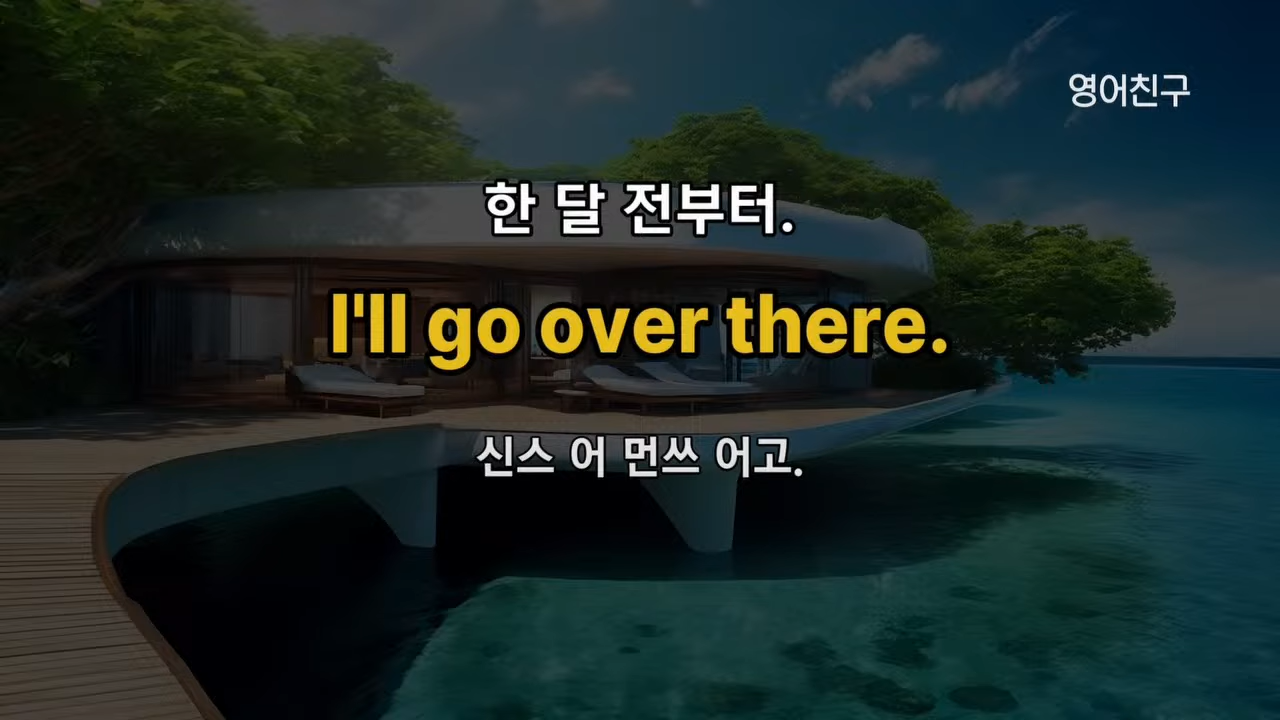 영어친구
한 달 전부터.
I'll go over there.
신스 어 먼쓰 어고.